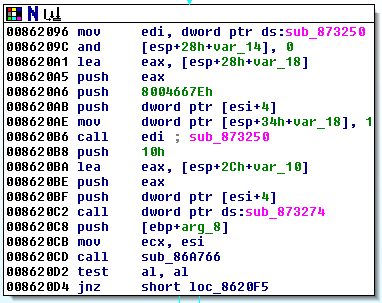 00862096 mov edi, dword ptr ds:sub_873250
0086209C and [esp+28h+var_14], 0
008620A1 lea eax, [esp+28h+var_18]
008620A5 push eax
008620A6 push 8004667Eh
008620AB push dword ptr [esi+4]
008620AE mov [esp+34h+var_18], 1
008620B6 call edi ; sub_873250
008620B8 push 10h
008620BA lea eax, [esp+2Ch+var_10]
008620BE push eax
008620BF push dword ptr [esi+4]
008620C2 call dword ptr ds:sub_873274
008620C8 push [ebp+arg_8]
008620CB mov ecx, esi
008620CD call sub_86A766
008620D2 test al, al
008620D4 jnz short loc_8620F5